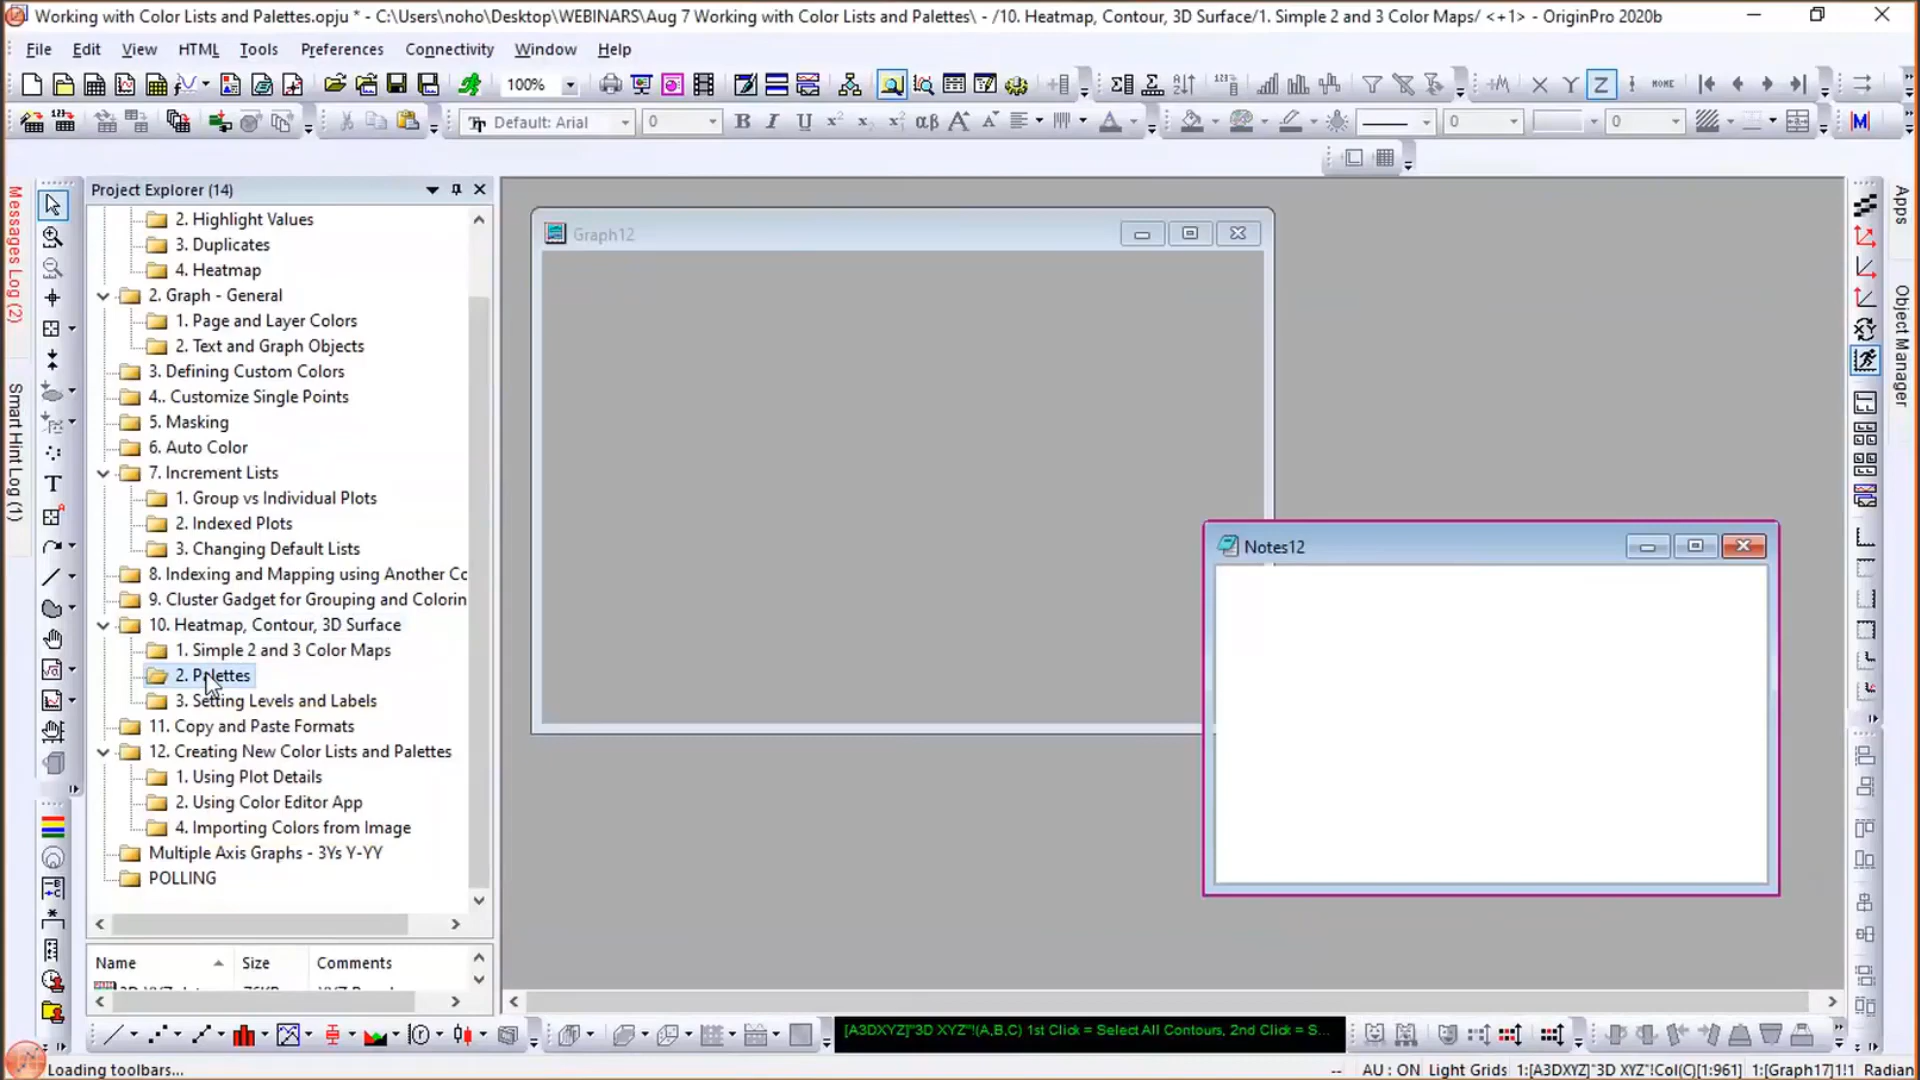 Working with Color Lists and Palettes.opju * - C:\Users\noho\Desktop\WEBINARS\Aug 7 Working with Color Lists and Palettes\ - /10. Heatmap, Contour, 3D Surface/1. Simple 2 and 3 Color Maps/ <+1> - OriginPro 2020b
File Edit View HTML Tools Preferences Connectivity Window Help
100%
Default: Arial 0 B I U αβ 0 0
Messages Log (2)
Smart Hint Log (1)
Project Explorer (14)
2. Highlight Values
3. Duplicates
4. Heatmap
2. Graph - General
1. Page and Layer Colors
2. Text and Graph Objects
3. Defining Custom Colors
4.. Customize Single Points
5. Masking
6. Auto Color
7. Increment Lists
1. Group vs Individual Plots
2. Indexed Plots
3. Changing Default Lists
8. Indexing and Mapping using Another Co
9. Cluster Gadget for Grouping and Colorin
10. Heatmap, Contour, 3D Surface
1. Simple 2 and 3 Color Maps
2. Palettes
3. Setting Levels and Labels
11. Copy and Paste Formats
12. Creating New Color Lists and Palettes
1. Using Plot Details
2. Using Color Editor App
4. Importing Colors from Image
Multiple Axis Graphs - 3Ys Y-YY
POLLING
Name Size Comments
Graph12
Notes12
Apps
Object Manager
[A3DXYZ]"3D XYZ"!(A,B,C) 1st Click = Select All Contours, 2nd Click = S...
Loading toolbars...
-- AU : ON Light Grids 1:[A3DXYZ]"3D XYZ"!Col(C)[1:961] 1:[Graph17]1!1 Radian